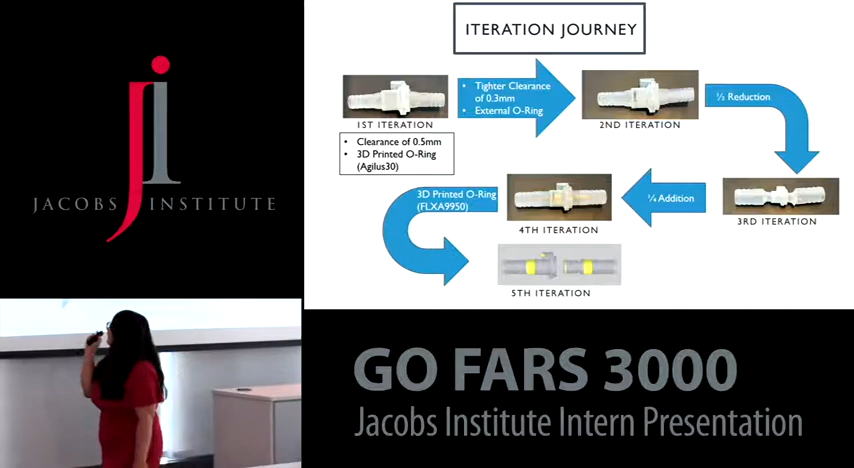 JACOBS INSTITUTE
ITERATION JOURNEY
1ST ITERATION
• Clearance of 0.5mm
• 3D Printed O-Ring
(Agilus30)
• Tighter Clearance
of 0.3mm
• External O-Ring
2ND ITERATION
½ Reduction
3RD ITERATION
¼ Addition
4TH ITERATION
3D Printed O-Ring
(FLXA9950)
5TH ITERATION
GO FARS 3000
Jacobs Institute Intern Presentation